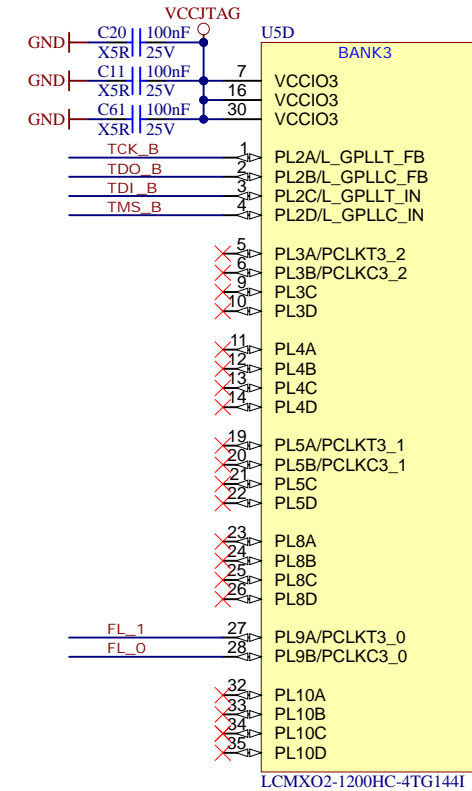 VCCJTAG
GND C20 100nF U5D
X5R 25V BANK3
GND C11 100nF 7 VCCIO3
X5R 25V 16 VCCIO3
GND C61 100nF 30 VCCIO3
X5R 25V
TCK_B 1 PL2A/L_GPLLT_FB
TDO_B 2 PL2B/L_GPLLC_FB
TDI_B 3 PL2C/L_GPLLT_IN
TMS_B 4 PL2D/L_GPLLC_IN
5 PL3A/PCLKT3_2
6 PL3B/PCLKC3_2
9 PL3C
10 PL3D
11 PL4A
12 PL4B
13 PL4C
14 PL4D
19 PL5A/PCLKT3_1
20 PL5B/PCLKC3_1
21 PL5C
22 PL5D
23 PL8A
24 PL8B
25 PL8C
26 PL8D
FL_1 27 PL9A/PCLKT3_0
FL_0 28 PL9B/PCLKC3_0
32 PL10A
33 PL10B
34 PL10C
35 PL10D
LCMXO2-1200HC-4TG144I